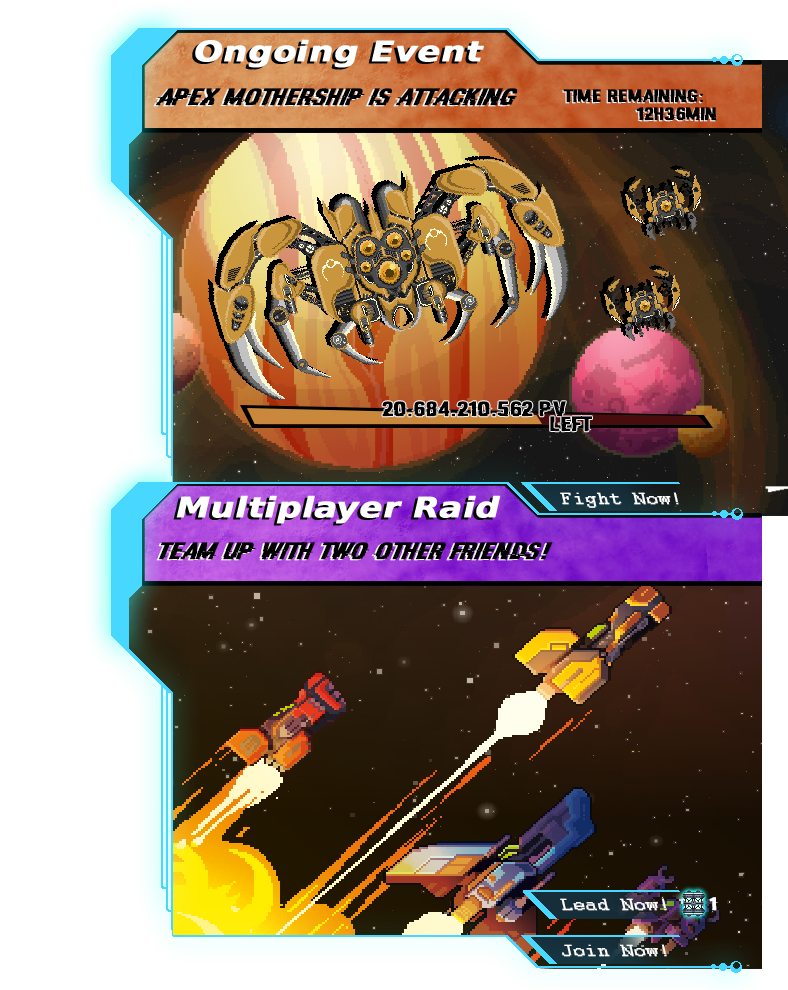 Ongoing Event
APEX MOTHERSHIP IS ATTACKING
TIME REMAINING:
12H36MIN
20.684.210.562 PV
LEFT
Fight Now!
Multiplayer Raid
TEAM UP WITH TWO OTHER FRIENDS!
Lead Now! 1
Join Now!